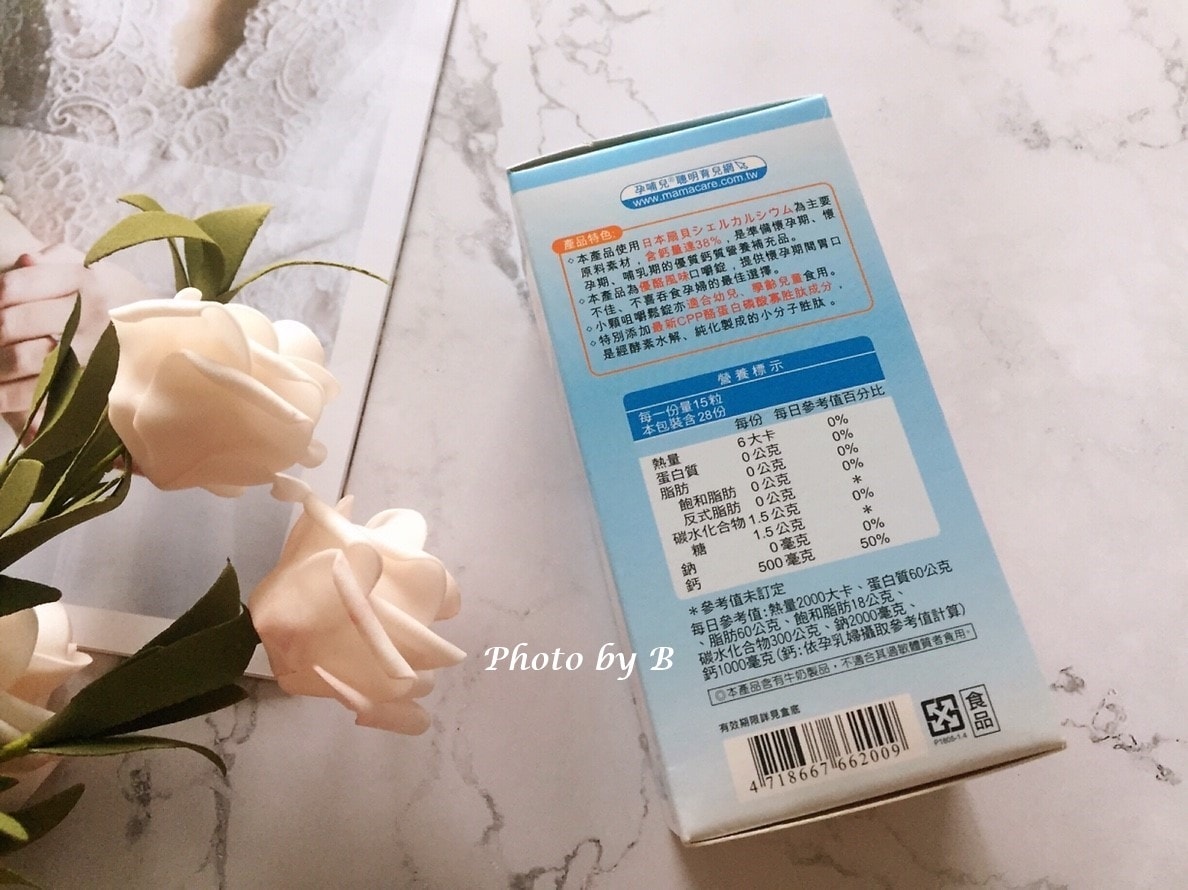 孕哺兒®聰明育兒網
www.mamacare.com.tw
產品特色:
◇本產品使用日本扇貝シェルカルシウム為主要
原料素材，含鈣量達38%，是準備懷孕期、懷
孕期、哺乳期的優質鈣質營養補充品。
◇本產品為優酪風味口嚼錠，提供懷孕期間胃口
不佳、不喜吞食孕婦的最佳選擇。
◇小顆咀嚼鬆錠亦適合幼兒、學齡兒童食用。
◇特別添加最新CPP酪蛋白磷酸寡胜肽成分，
是經酵素水解、純化製成的小分子胜肽。
營養標示
每一份量15粒
本包裝含28份
每份 每日參考值百分比
熱量 6大卡 0%
蛋白質 0公克 0%
脂肪 0公克 0%
飽和脂肪 0公克 0%
反式脂肪 0公克 *
碳水化合物 1.5公克 0%
糖 1.5公克 *
鈉 0毫克 0%
鈣 500毫克 50%
*參考值未訂定
每日參考值:熱量2000大卡、蛋白質60公克
、脂肪60公克、飽和脂肪18公克、
碳水化合物300公克、鈉2000毫克、
鈣1000毫克(鈣:依孕乳婦攝取參考值計算)
◎本產品含有牛奶製品，不適合其過敏體質者食用。
有效期限詳見盒底
食品
P1805-1.4
4 718667 662009
Photo by B